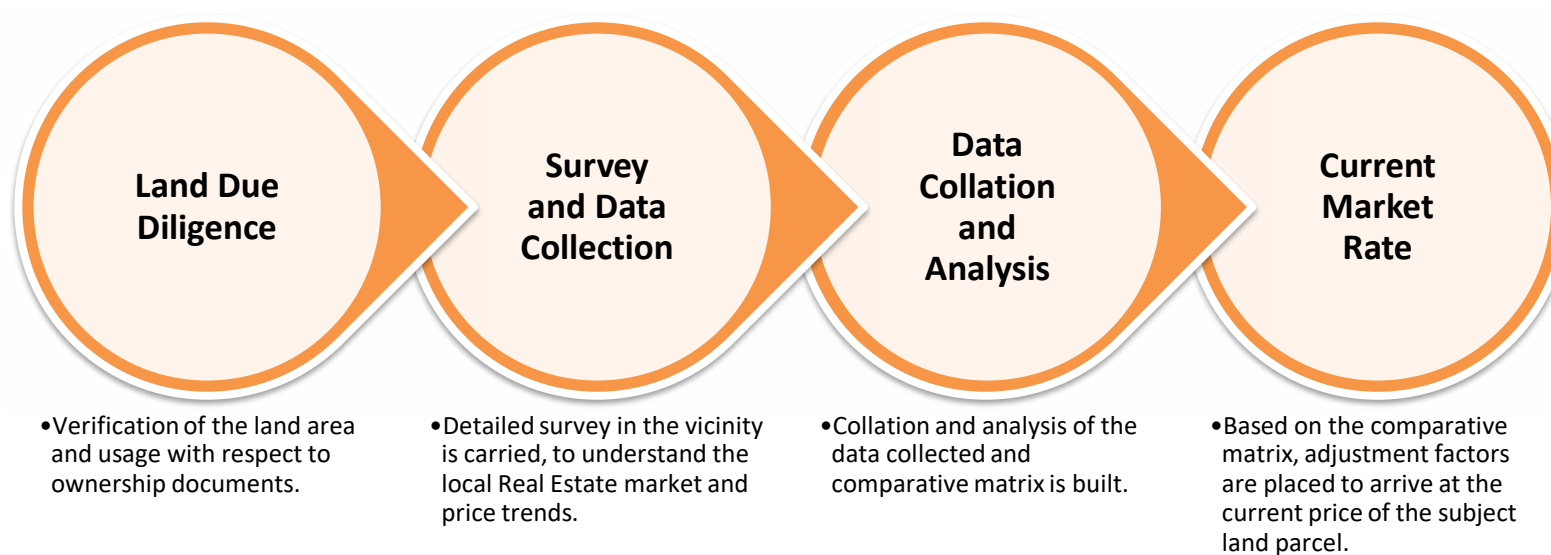 Land Due
Diligence
Survey
and Data
Collection
Data
Collation
and
Analysis
Current
Market
Rate
•Verification of the land area
and usage with respect to
ownership documents.
•Detailed survey in the vicinity
is carried, to understand the
local Real Estate market and
price trends.
•Collation and analysis of the
data collected and
comparative matrix is built.
•Based on the comparative
matrix, adjustment factors
are placed to arrive at the
current price of the subject
land parcel.